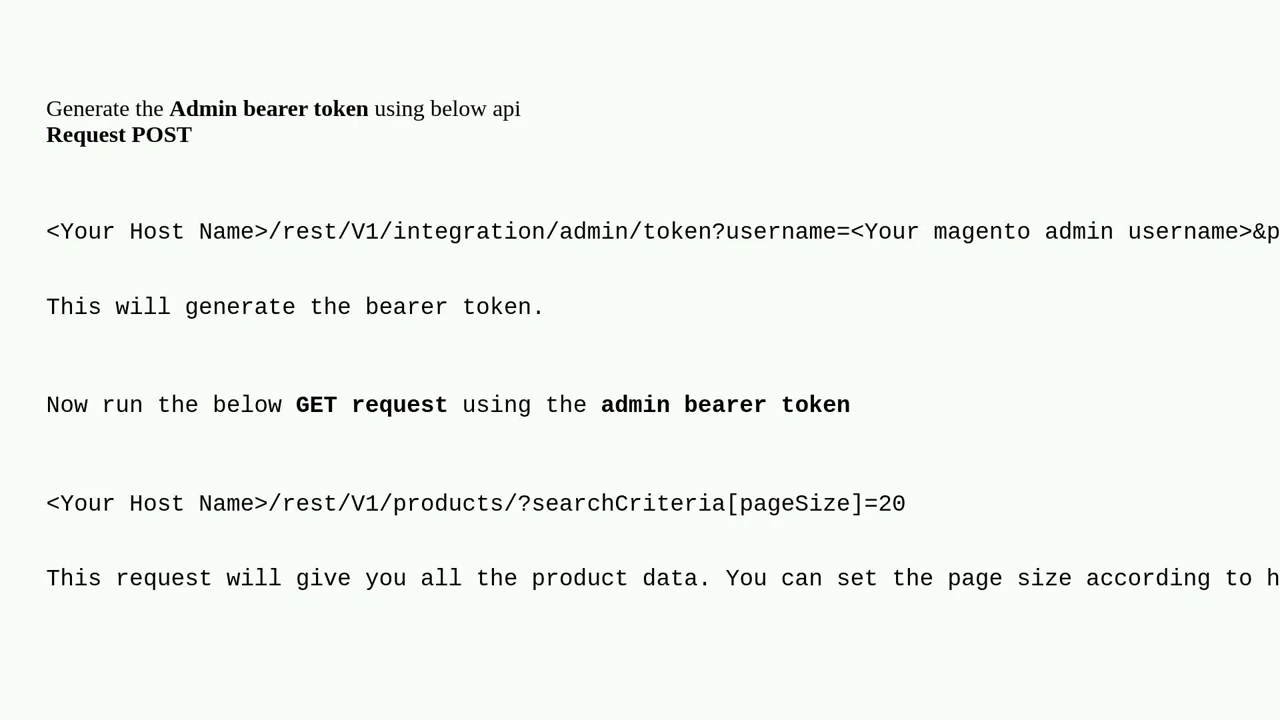 Generate the Admin bearer token using below api
Request POST
<Your Host Name>/rest/V1/integration/admin/token?username=<Your magento admin username>&p
This will generate the bearer token.
Now run the below GET request using the admin bearer token
<Your Host Name>/rest/V1/products/?searchCriteria[pageSize]=20
This request will give you all the product data. You can set the page size according to h